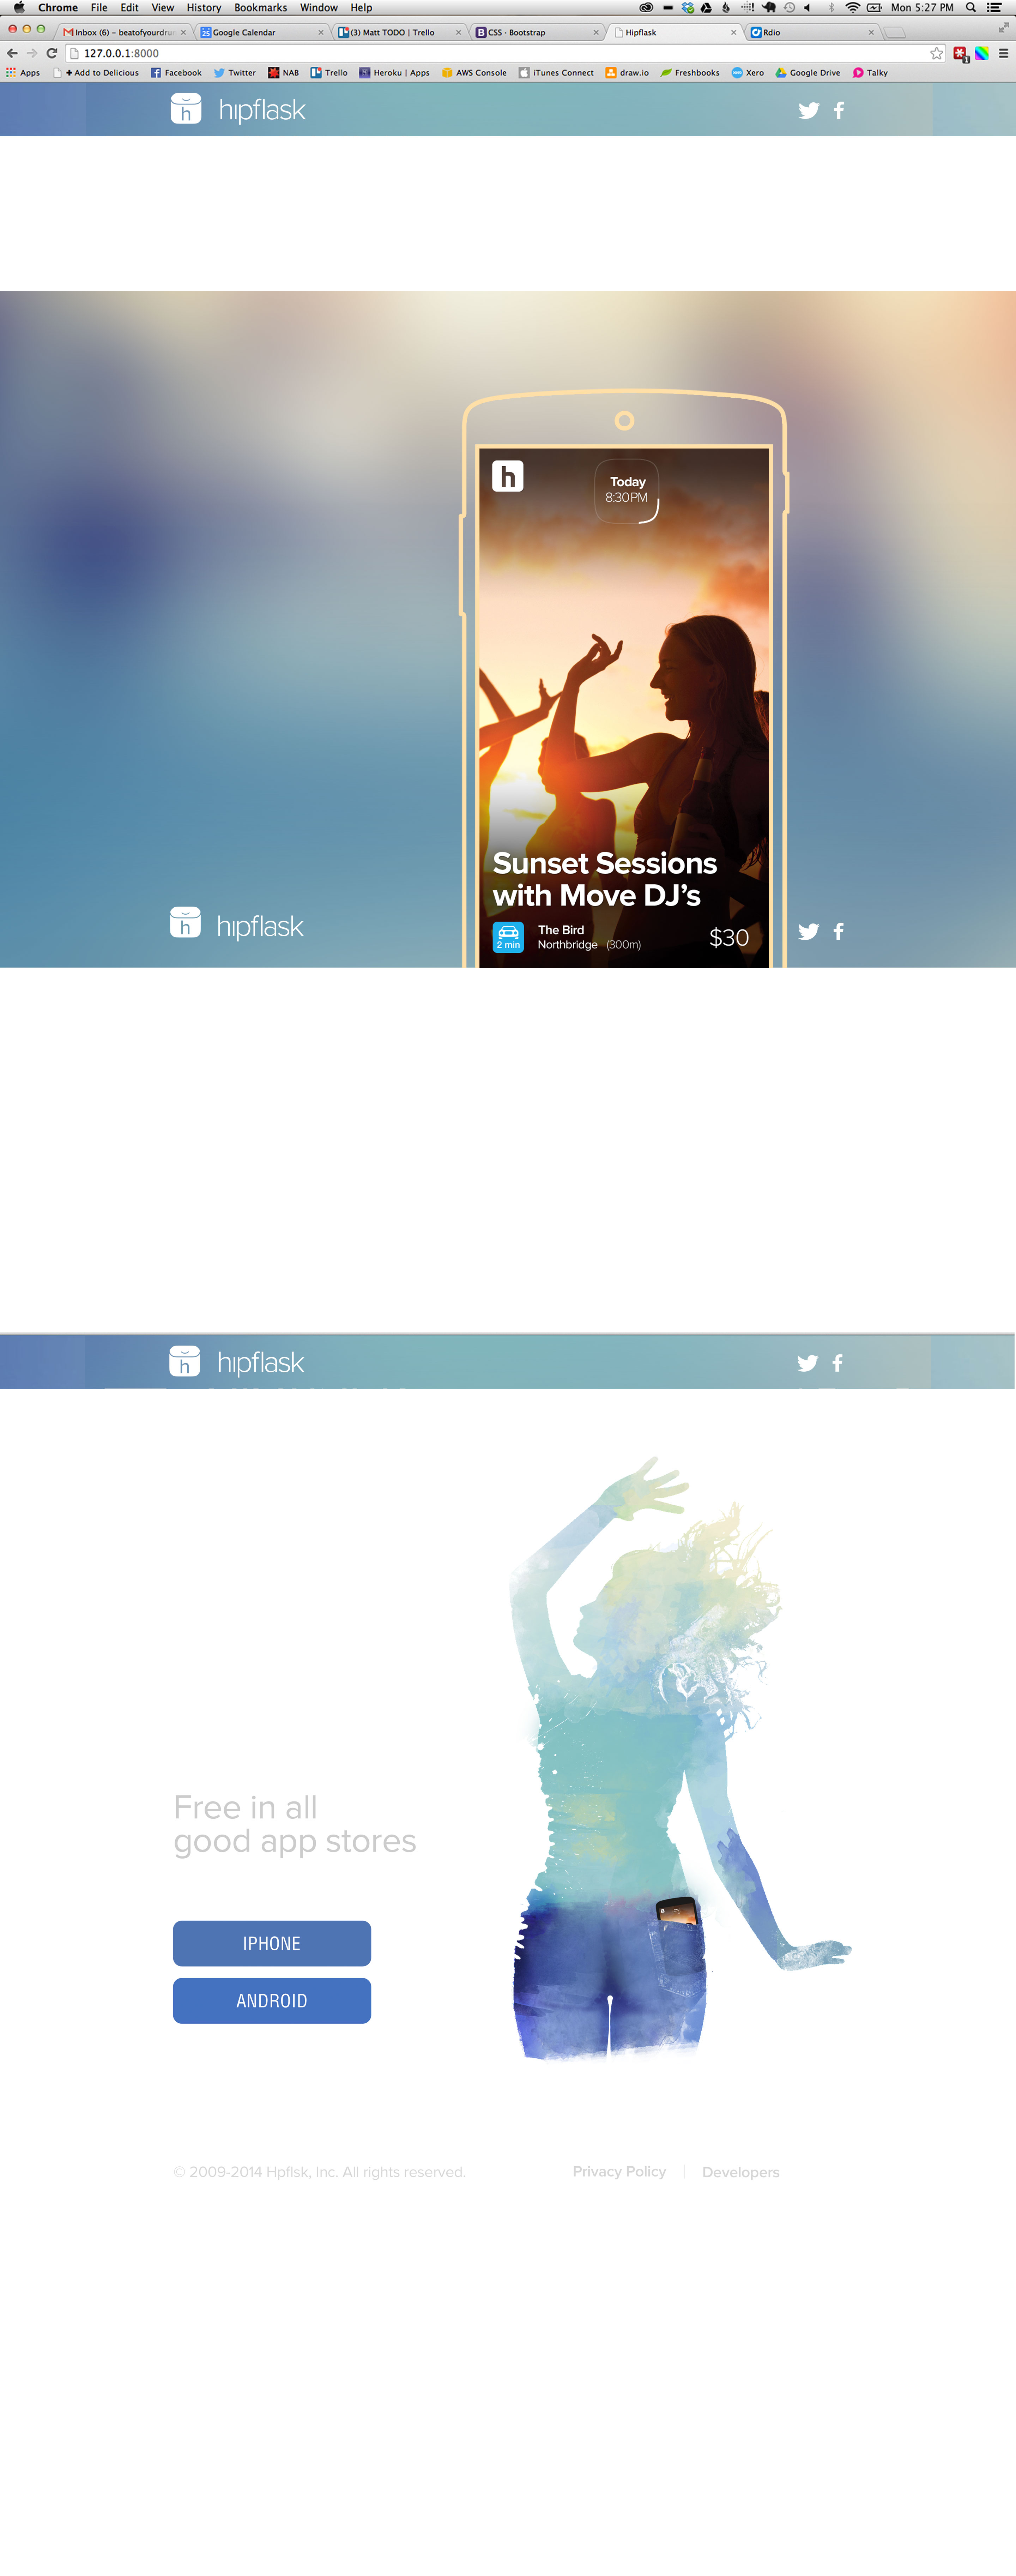 Chrome File Edit View History Bookmarks Window Help Mon 5:27 PM
Inbox (6) - beatofyourdru Google Calendar (3) Matt TODO | Trello CSS · Bootstrap Hipflask Rdio
127.0.0.1:8000
Apps + Add to Delicious Facebook Twitter NAB Trello Heroku | Apps AWS Console iTunes Connect draw.io Freshbooks Xero Google Drive Talky
h hipflask
h
Today
8:30PM
Sunset Sessions
with Move DJ's
2 min
The Bird
Northbridge (300m)
$30
h hipflask
h hipflask
Free in all
good app stores
IPHONE
ANDROID
© 2009-2014 Hpflsk, Inc. All rights reserved. Privacy Policy | Developers